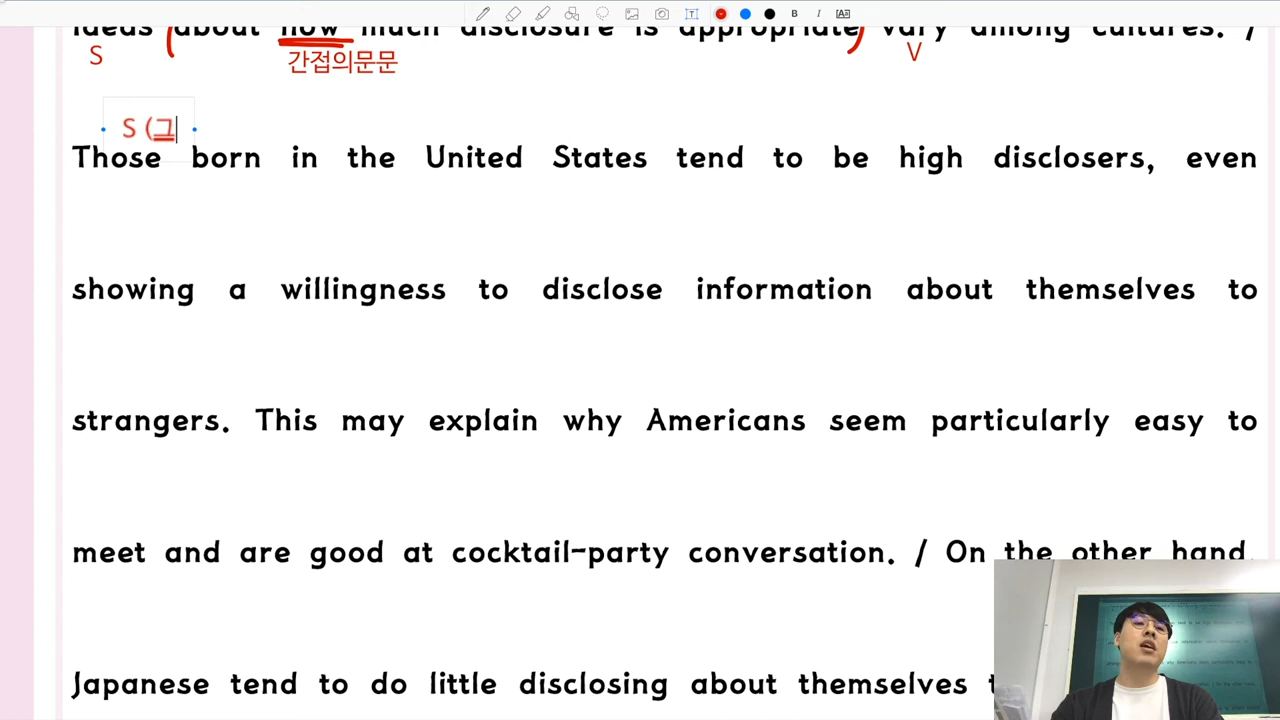 ideas (about how much disclosure is appropriate) vary among cultures. /
S 간접의문문 V
S (그
Those born in the United States tend to be high disclosers, even
showing a willingness to disclose information about themselves to
strangers. This may explain why Americans seem particularly easy to
meet and are good at cocktail-party conversation. / On the other hand,
Japanese tend to do little disclosing about themselves